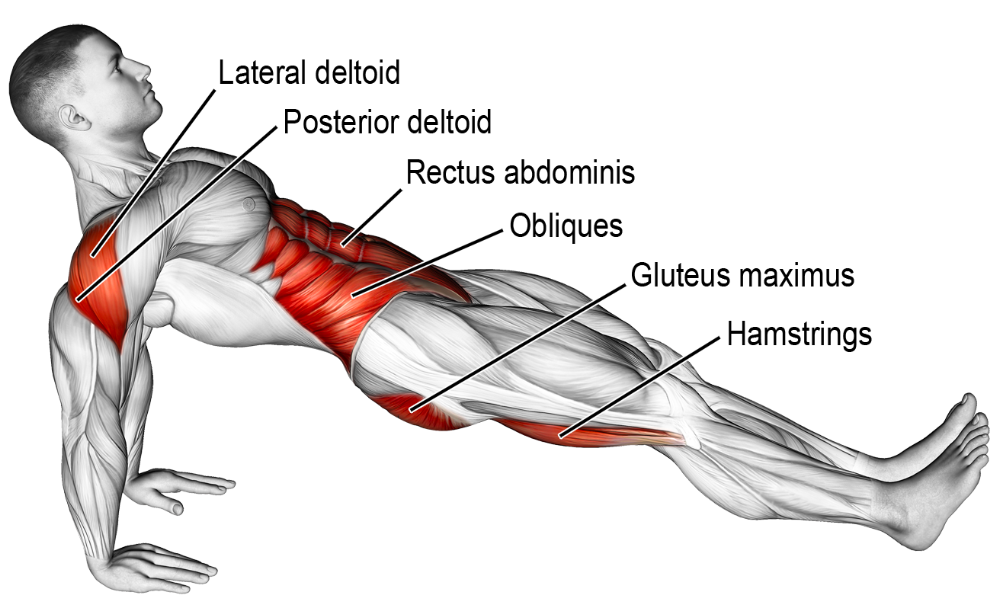 Lateral deltoid
Posterior deltoid
Rectus abdominis
Obliques
Gluteus maximus
Hamstrings